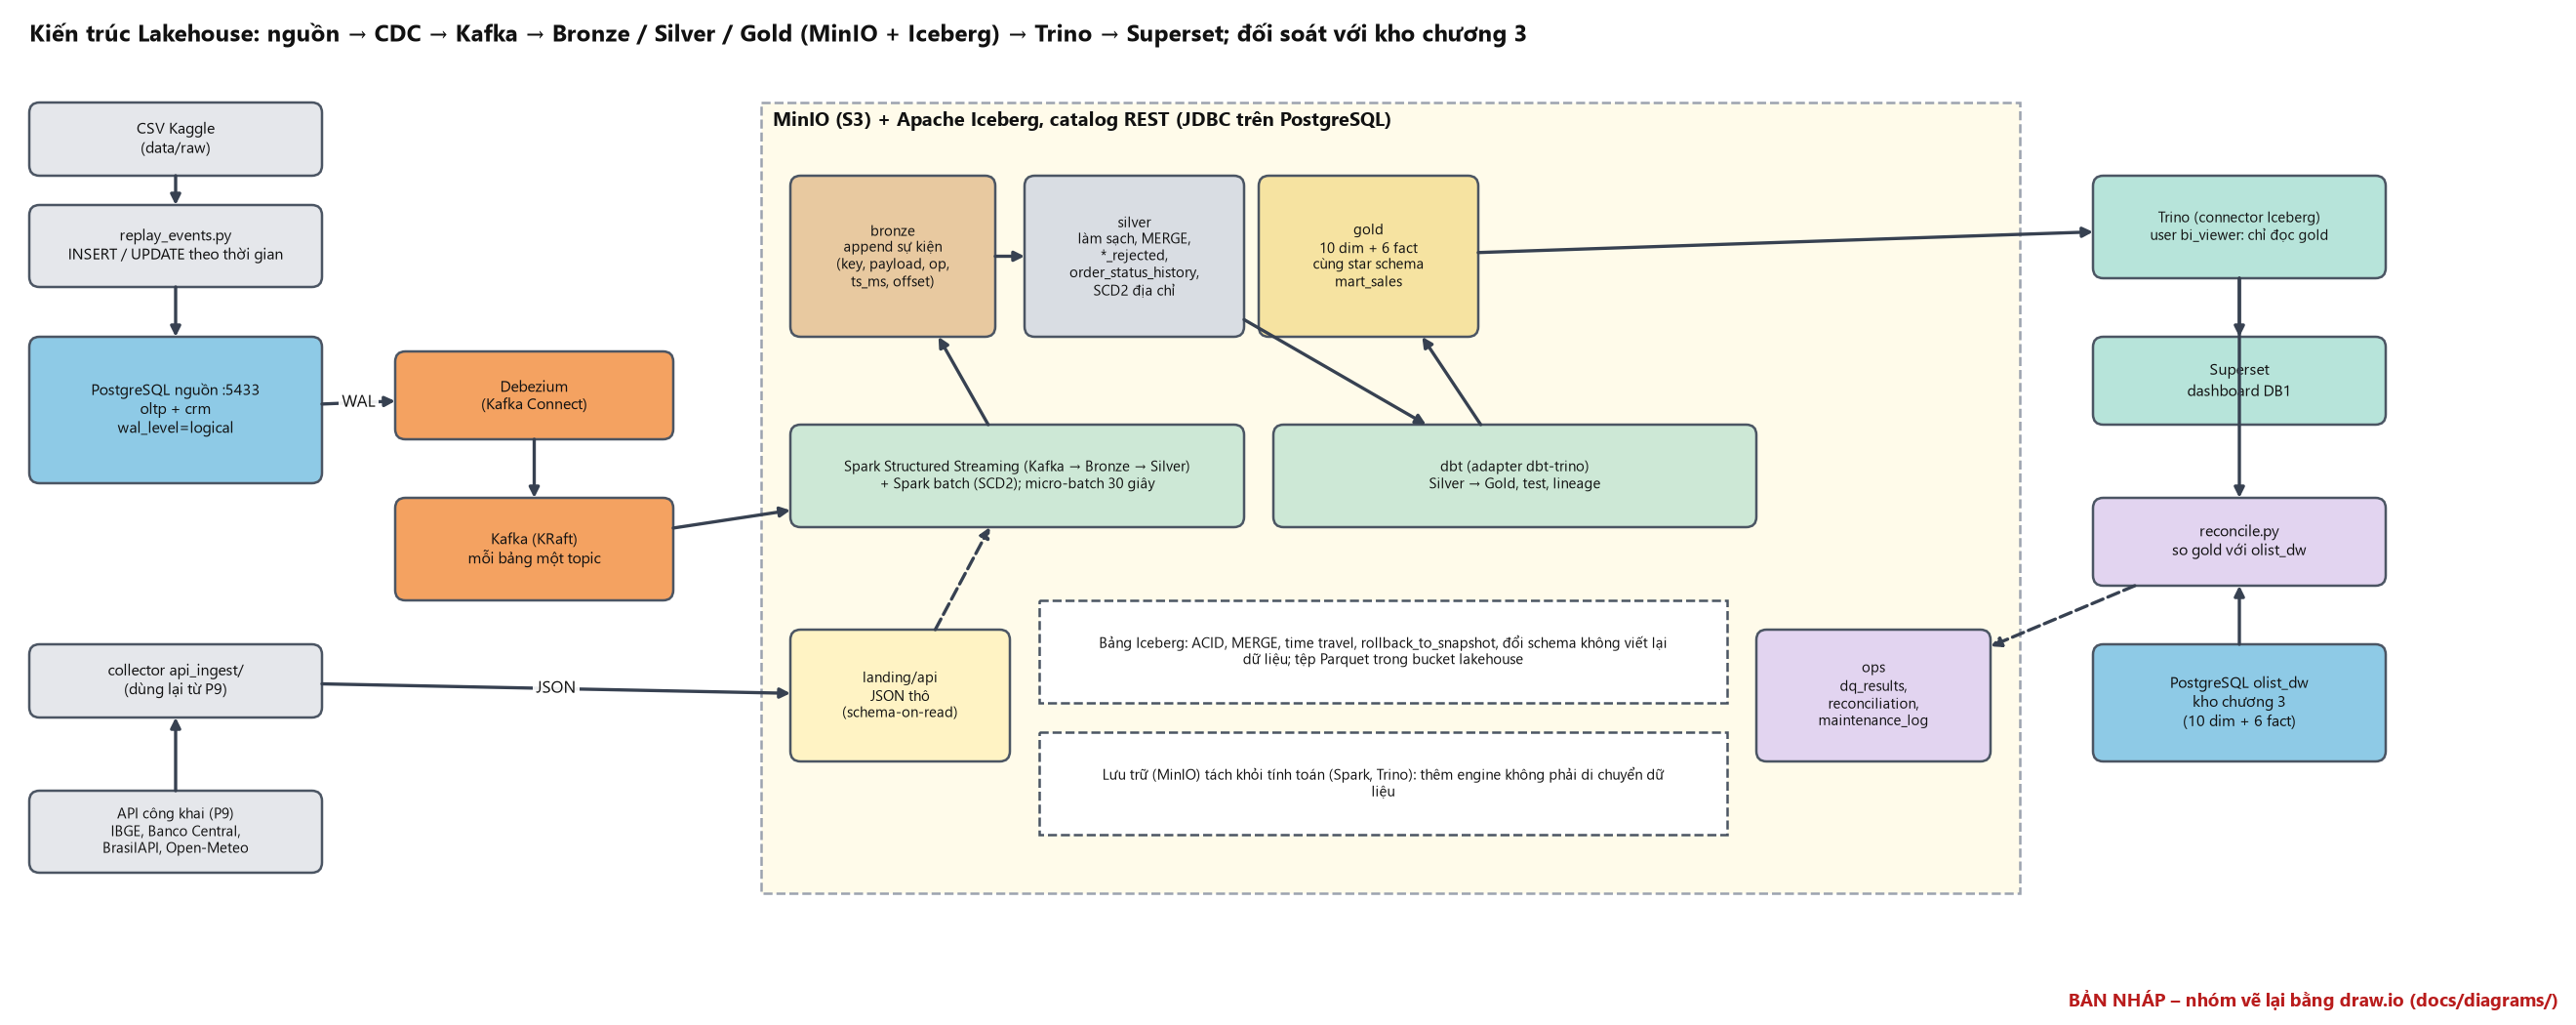 Kiến trúc Lakehouse: nguồn → CDC → Kafka → Bronze / Silver / Gold (MinIO + Iceberg) → Trino → Superset; đối soát với kho chương 3
CSV Kaggle
(data/raw)
replay_events.py
INSERT / UPDATE theo thời gian
PostgreSQL nguồn :5433
oltp + crm
wal_level=logical
WAL
Debezium
(Kafka Connect)
Kafka (KRaft)
mỗi bảng một topic
collector api_ingest/
(dùng lại từ P9)
JSON
API công khai (P9)
IBGE, Banco Central,
BrasilAPI, Open-Meteo
MinIO (S3) + Apache Iceberg, catalog REST (JDBC trên PostgreSQL)
bronze
append sự kiện
(key, payload, op,
ts_ms, offset)
silver
làm sạch, MERGE,
*_rejected,
order_status_history,
SCD2 địa chỉ
gold
10 dim + 6 fact
cùng star schema
mart_sales
Spark Structured Streaming (Kafka → Bronze → Silver)
+ Spark batch (SCD2); micro-batch 30 giây
dbt (adapter dbt-trino)
Silver → Gold, test, lineage
landing/api
JSON thô
(schema-on-read)
Bảng Iceberg: ACID, MERGE, time travel, rollback_to_snapshot, đổi schema không viết lại
dữ liệu; tệp Parquet trong bucket lakehouse
Lưu trữ (MinIO) tách khỏi tính toán (Spark, Trino): thêm engine không phải di chuyển dữ
liệu
ops
dq_results,
reconciliation,
maintenance_log
Trino (connector Iceberg)
user bi_viewer: chỉ đọc gold
Superset
dashboard DB1
reconcile.py
so gold với olist_dw
PostgreSQL olist_dw
kho chương 3
(10 dim + 6 fact)
BẢN NHÁP – nhóm vẽ lại bằng draw.io (docs/diagrams/)